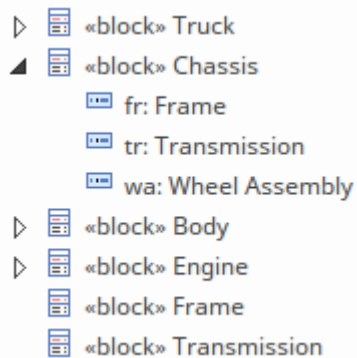 «block» Truck
«block» Chassis
fr: Frame
tr: Transmission
wa: Wheel Assembly
«block» Body
«block» Engine
«block» Frame
«block» Transmission